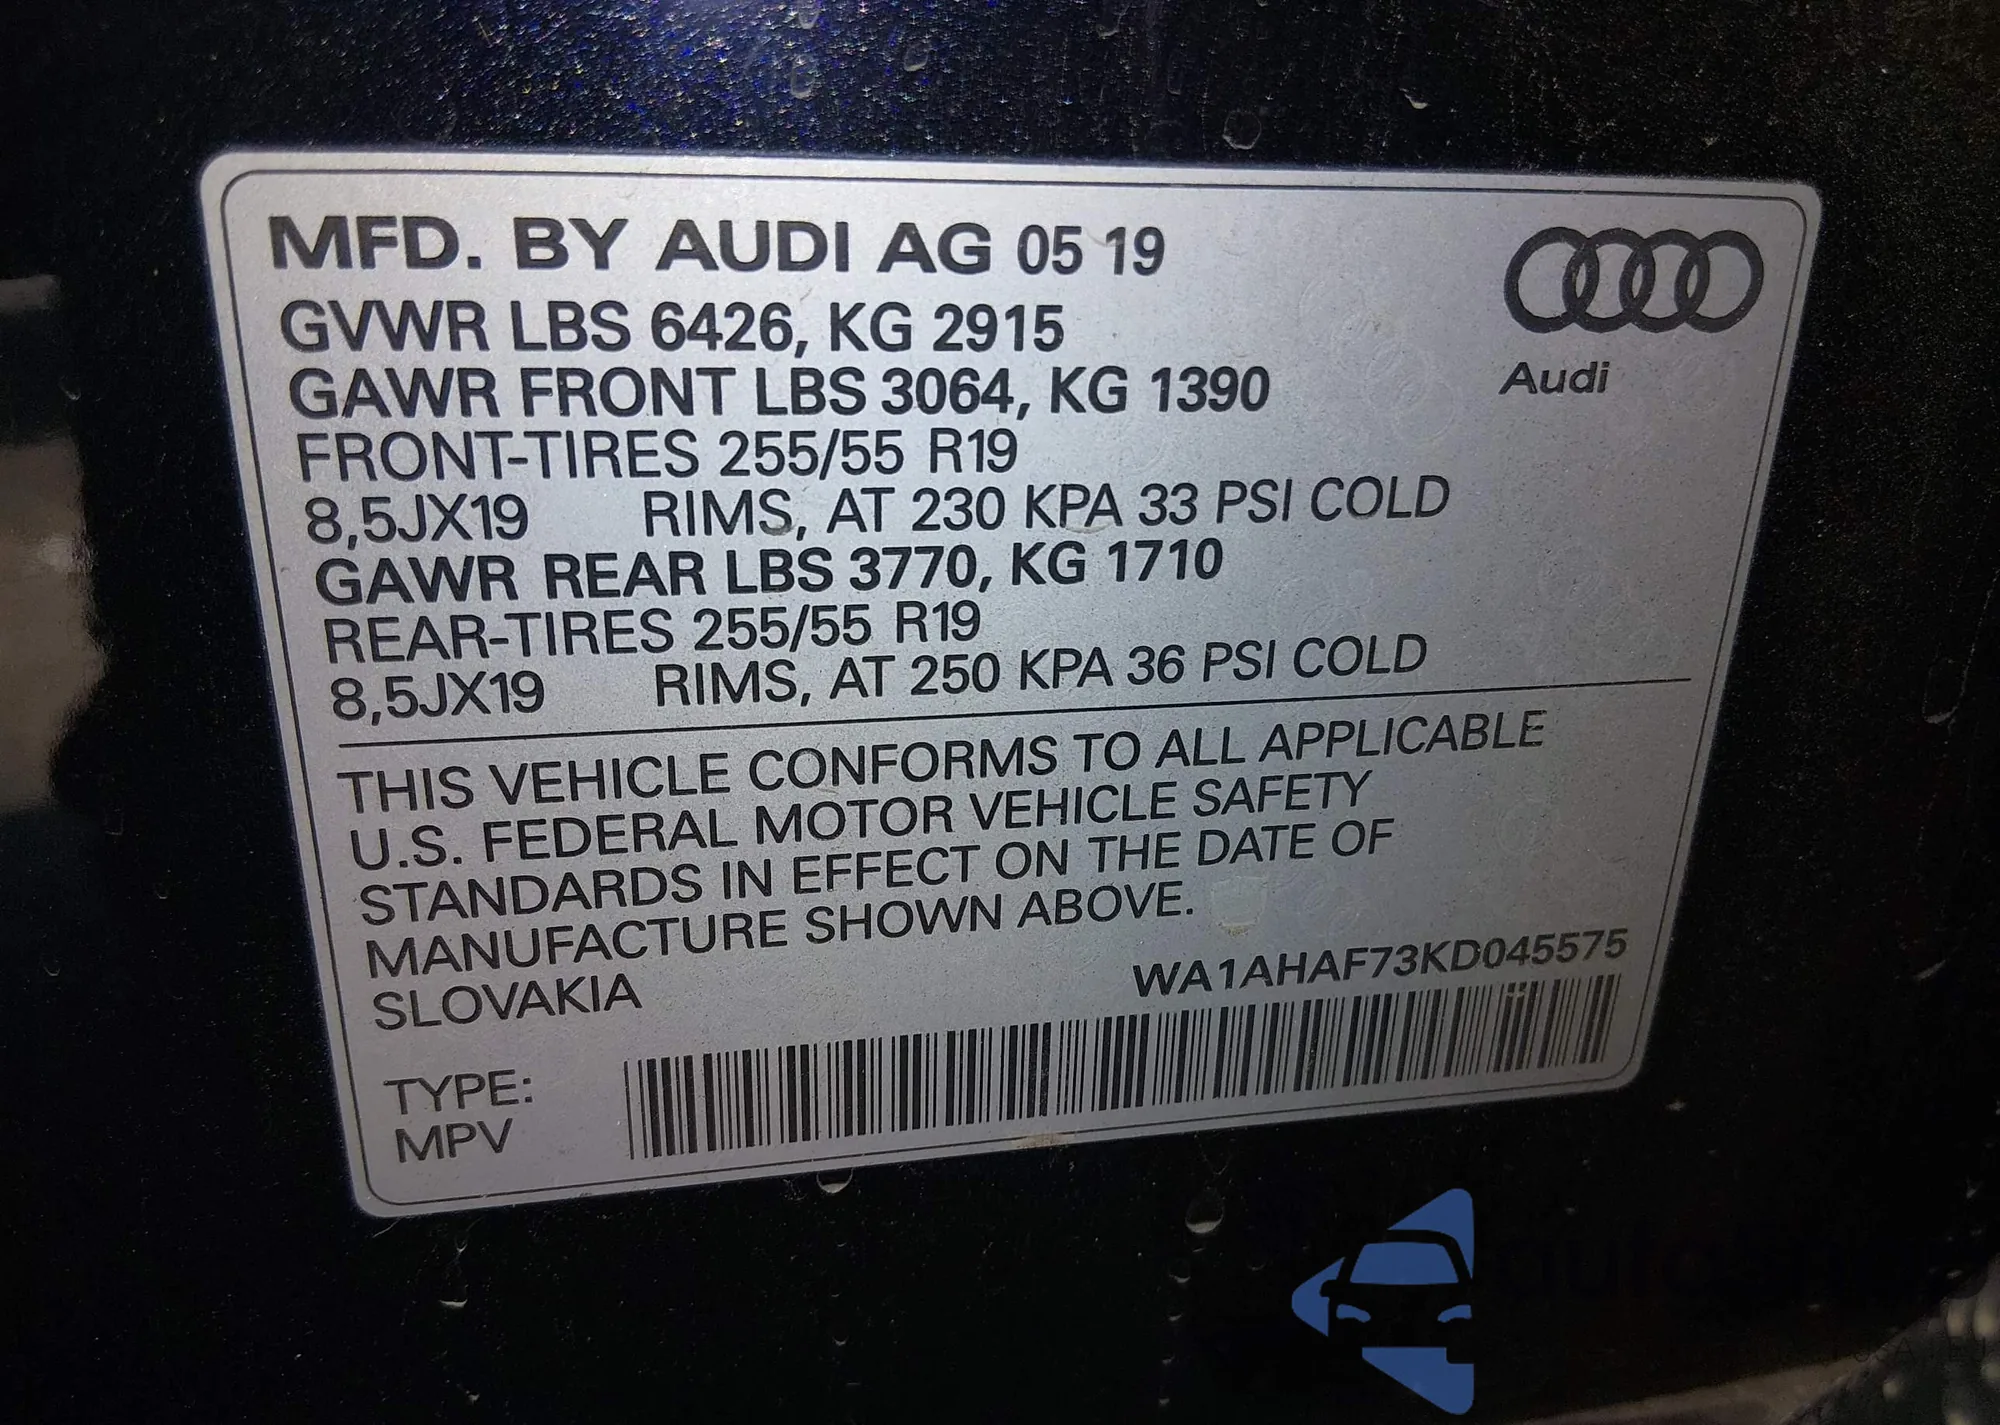 MFD. BY AUDI AG 05 19
GVWR LBS 6426, KG 2915
GAWR FRONT LBS 3064, KG 1390
FRONT-TIRES 255/55 R19
8,5JX19 RIMS, AT 230 KPA 33 PSI COLD
GAWR REAR LBS 3770, KG 1710
REAR-TIRES 255/55 R19
8,5JX19 RIMS, AT 250 KPA 36 PSI COLD
Audi
THIS VEHICLE CONFORMS TO ALL APPLICABLE
U.S. FEDERAL MOTOR VEHICLE SAFETY
STANDARDS IN EFFECT ON THE DATE OF
MANUFACTURE SHOWN ABOVE.
SLOVAKIA
WA1AHAF73KD045575
TYPE:
MPV